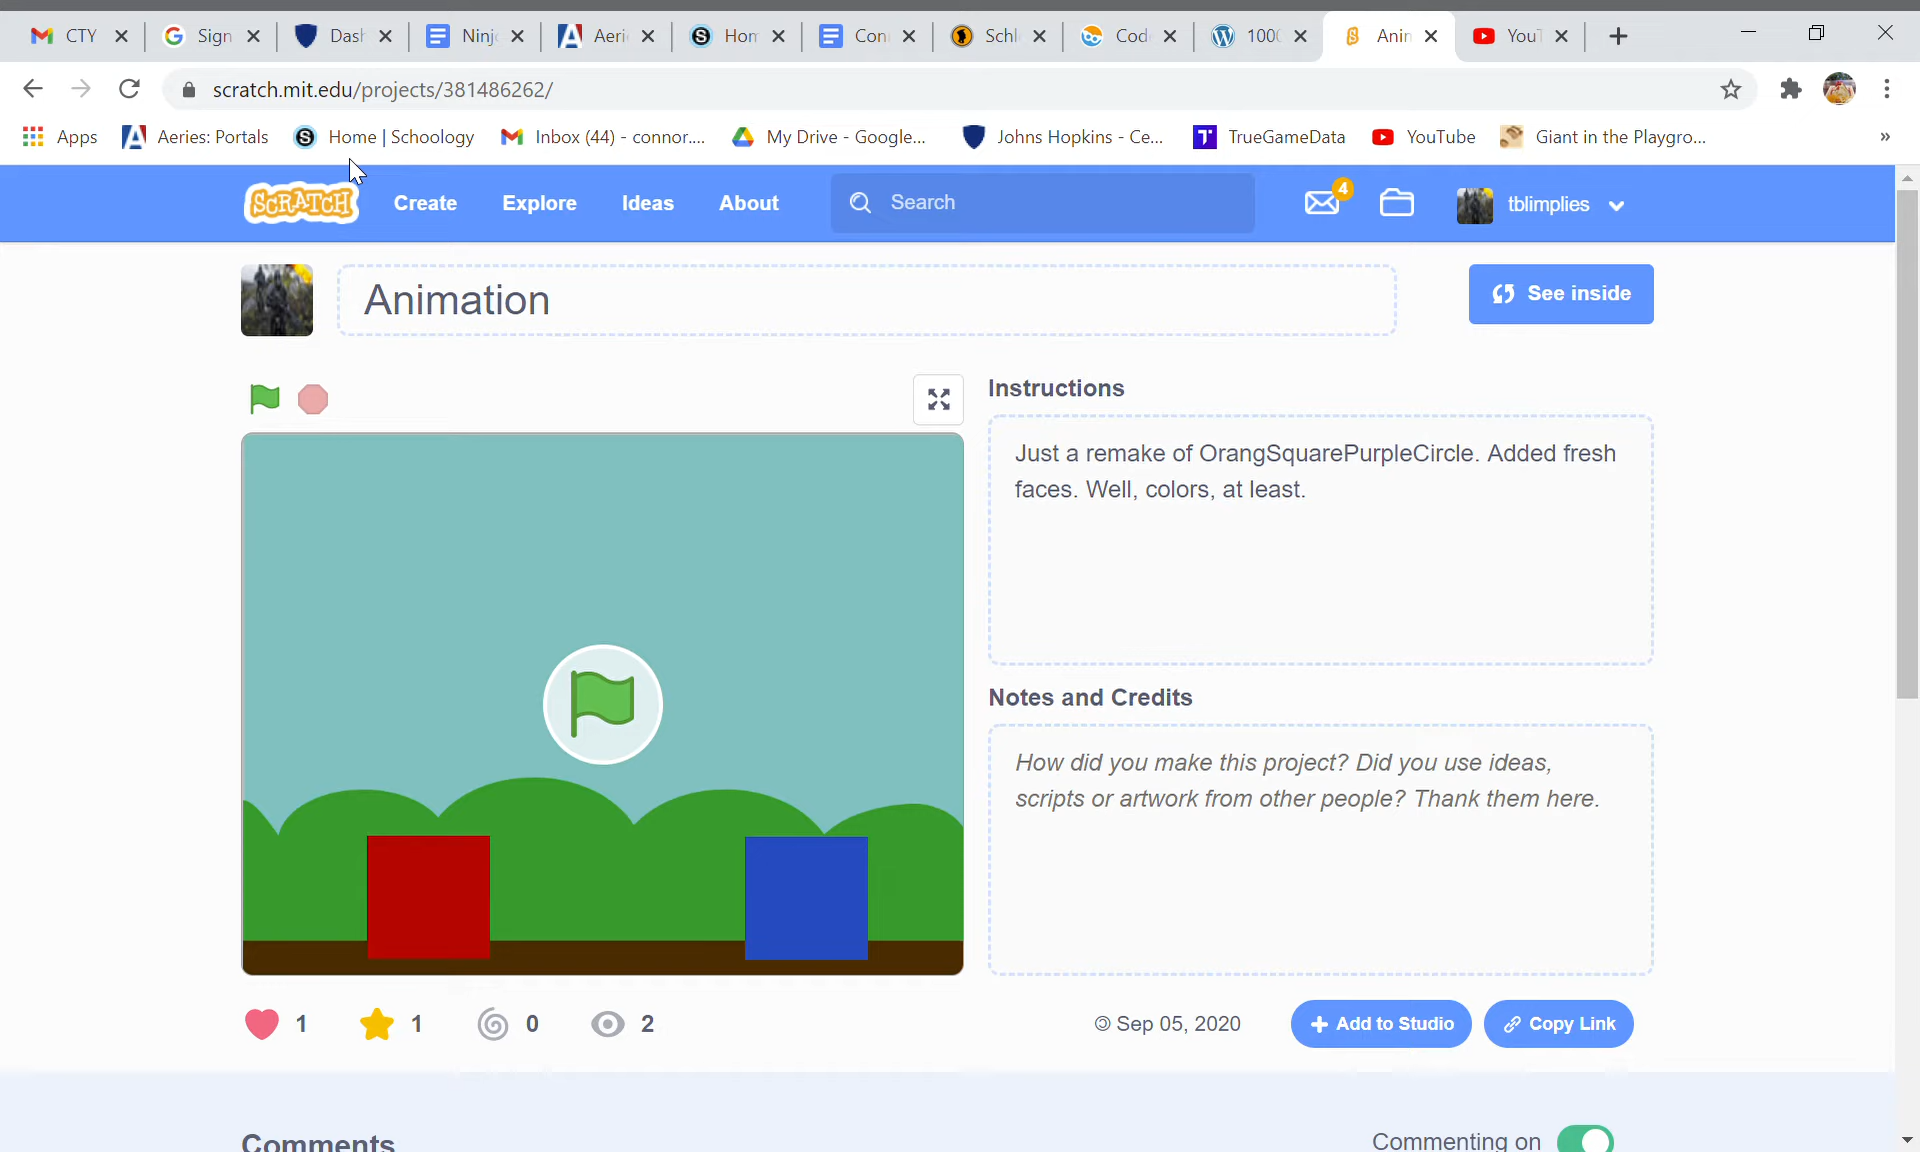 CTY Sign Dash Ninj Aeri Hom Con Schl Cod 1000 Anin YouT
scratch.mit.edu/projects/381486262/
Apps Aeries: Portals Home | Schoology Inbox (44) - connor.... My Drive - Google... Johns Hopkins - Ce... TrueGameData YouTube Giant in the Playgro... »
SCRATCH Create Explore Ideas About Search 4 tblimplies
Animation
See inside
Instructions
Just a remake of OrangSquarePurpleCircle. Added fresh
faces. Well, colors, at least.
Notes and Credits
How did you make this project? Did you use ideas,
scripts or artwork from other people? Thank them here.
1 1 0 2 Sep 05, 2020 Add to Studio Copy Link
Comments Commenting on